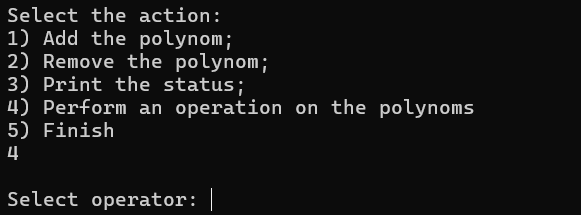 Select the action:
1) Add the polynom;
2) Remove the polynom;
3) Print the status;
4) Perform an operation on the polynoms
5) Finish
4
Select operator: